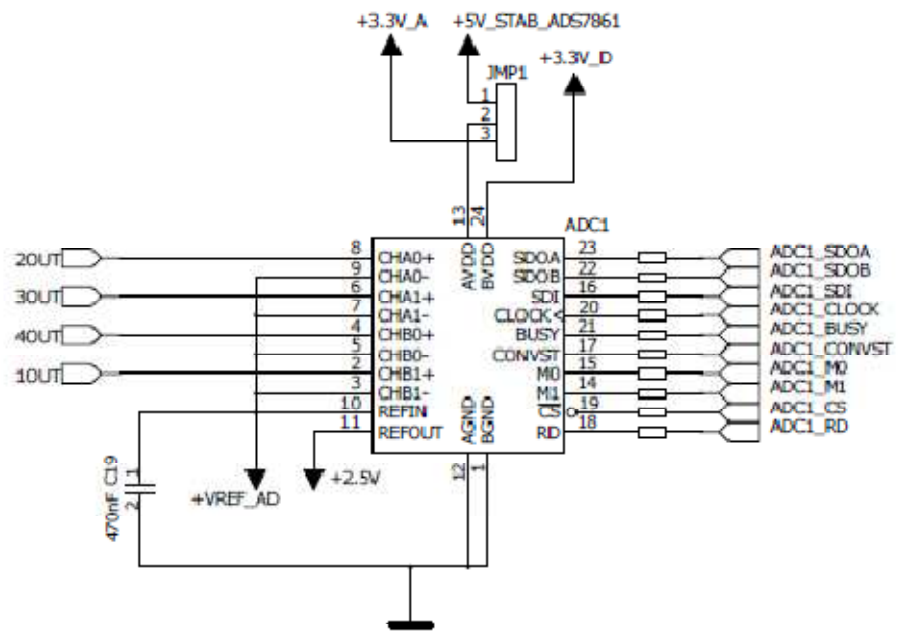 +3.3V_A +5V_STAB_ADS7861
+3.3V_D
JMP1
1
2
3
13 24
ADC1
2OUT 8 CHA0+ AVDD BVDD SDOA 23 ADC1_SDOA
9 CHA0- SDOB 22 ADC1_SDOB
3OUT 6 CHA1+ SDI 16 ADC1_SDI
7 CHA1- CLOCK 20 ADC1_CLOCK
4OUT 4 CHB0+ BUSY 21 ADC1_BUSY
5 CHB0- CONVST 17 ADC1_CONVST
1OUT 2 CHB1+ M0 15 ADC1_M0
3 CHB1- M1 14 ADC1_M1
10 REFIN AGND BGND CS 19 ADC1_CS
11 REFOUT RD 18 ADC1_RD
12 1
470nF C19
1
2
+VREF_AD
+2.5V